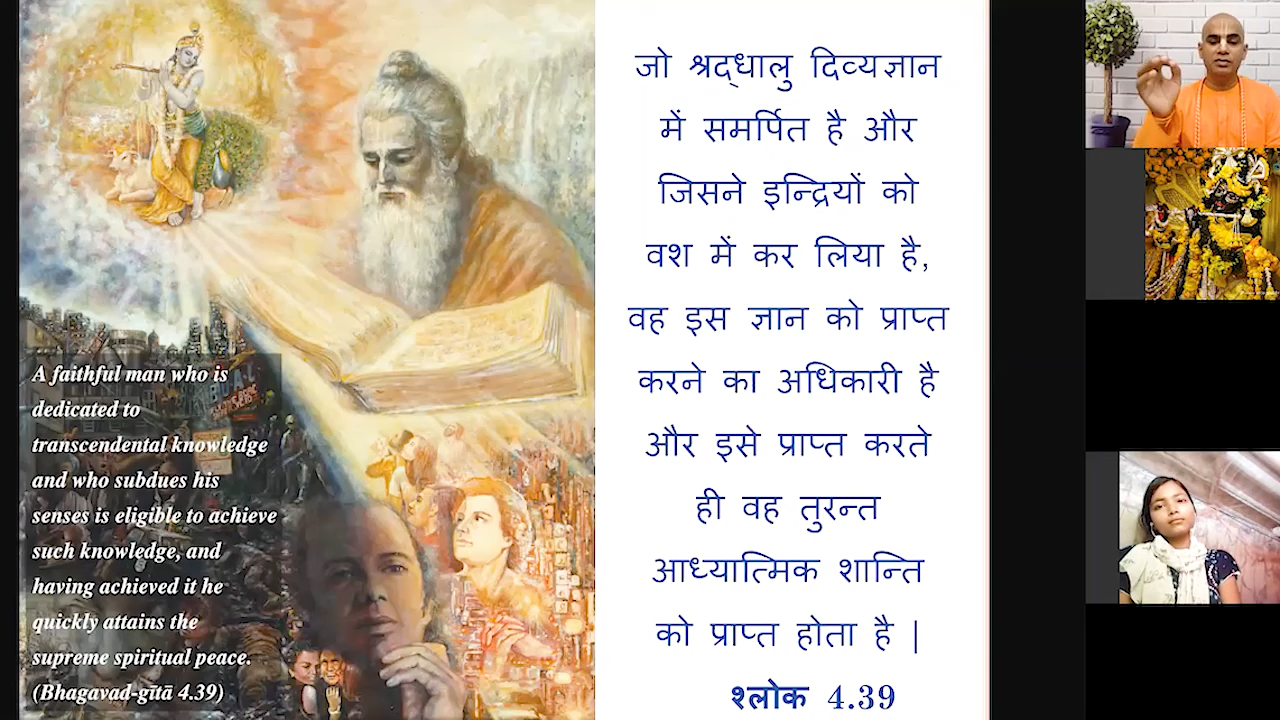 A faithful man who is
dedicated to
transcendental knowledge
and who subdues his
senses is eligible to achieve
such knowledge, and
having achieved it he
quickly attains the
supreme spiritual peace.
(Bhagavad-gītā 4.39)
जो श्रद्धालु दिव्यज्ञान
में समर्पित है और
जिसने इन्द्रियों को
वश में कर लिया है,
वह इस ज्ञान को प्राप्त
करने का अधिकारी है
और इसे प्राप्त करते
ही वह तुरन्त
आध्यात्मिक शान्ति
को प्राप्त होता है |
श्लोक 4.39